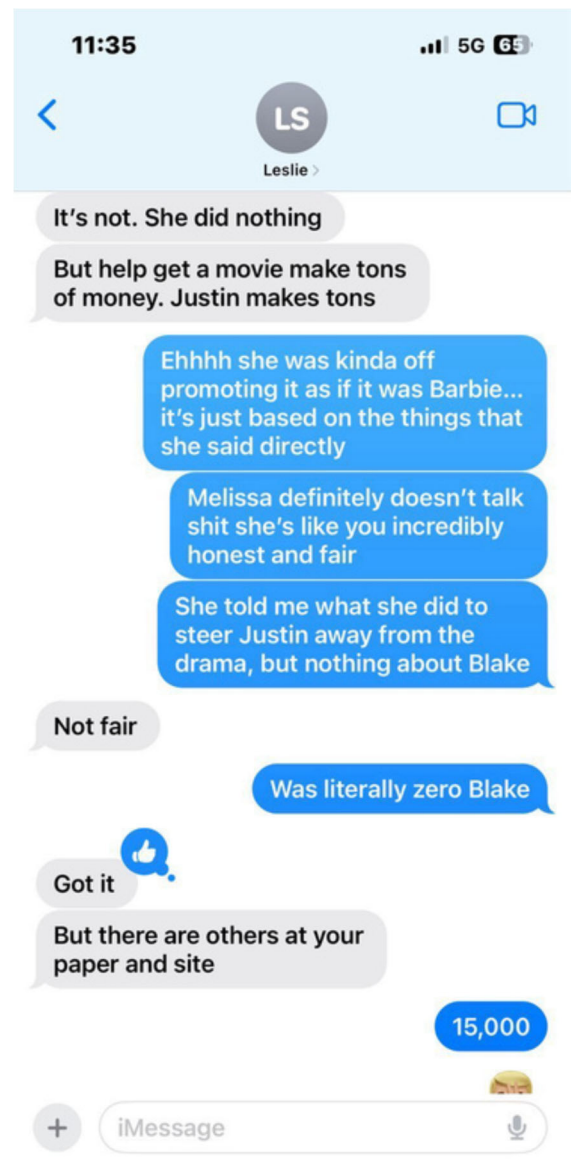 11:35
5G 65
LS
Leslie >
It's not. She did nothing
But help get a movie make tons
of money. Justin makes tons
Ehhhh she was kinda off
promoting it as if it was Barbie...
it's just based on the things that
she said directly
Melissa definitely doesn't talk
shit she's like you incredibly
honest and fair
She told me what she did to
steer Justin away from the
drama, but nothing about Blake
Not fair
Was literally zero Blake
Got it
But there are others at your
paper and site
15,000
iMessage